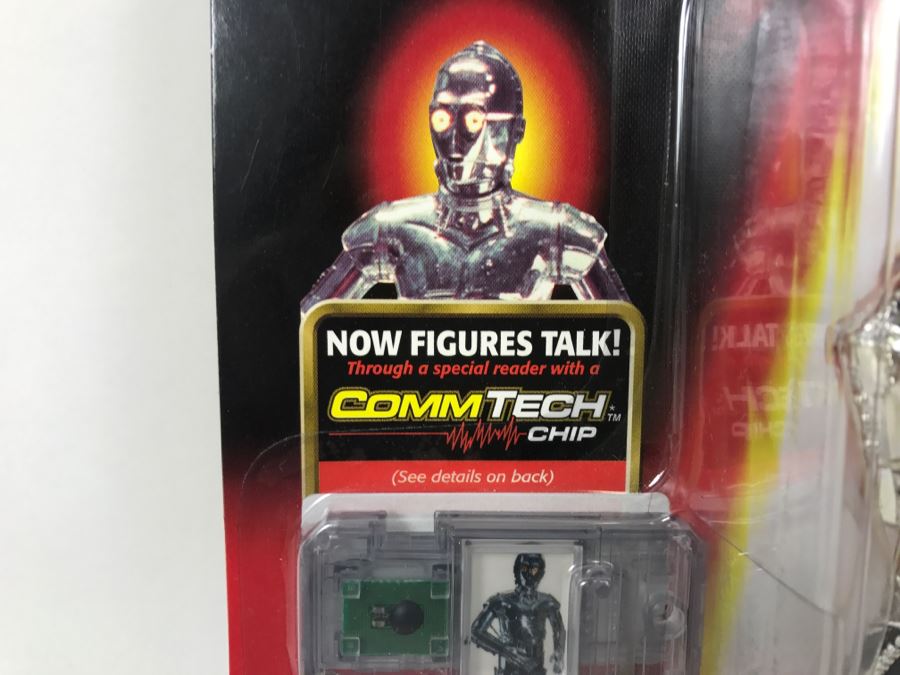 NOW FIGURES TALK!
Through a special reader with a
COMMTECH™
CHIP
(See details on back)